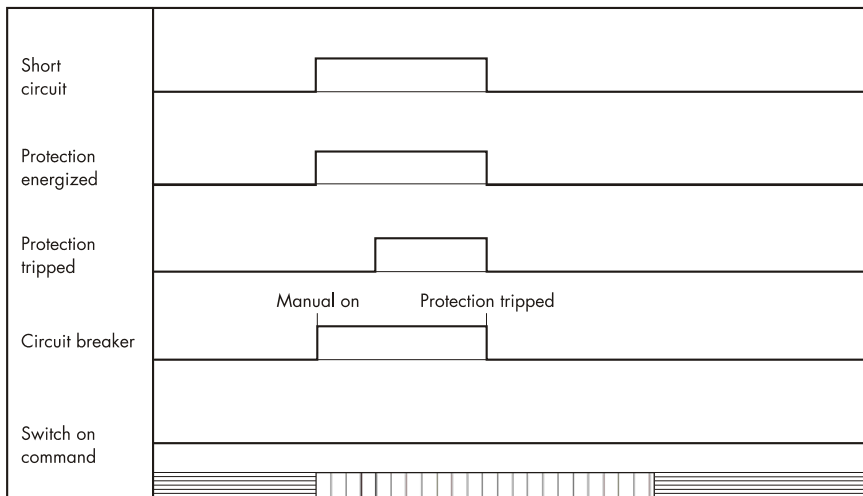 Short
circuit
Protection
energized
Protection
tripped
Manual on
Protection tripped
Circuit breaker
Switch on
command